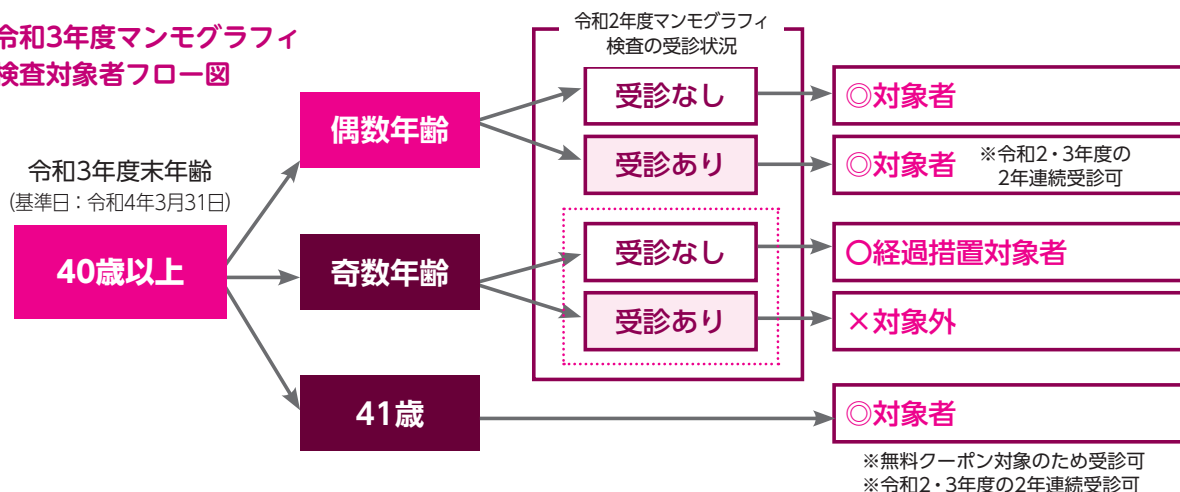 令和3年度マンモグラフィ
検査対象者フロー図
令和2年度マンモグラフィ
検査の受診状況
令和3年度末年齢
(基準日：令和4年3月31日)
40歳以上
偶数年齢
受診なし
◎対象者
受診あり
◎対象者
※令和2・3年度の
2年連続受診可
奇数年齢
受診なし
〇経過措置対象者
受診あり
×対象外
41歳
◎対象者
※無料クーポン対象のため受診可
※令和2・3年度の2年連続受診可